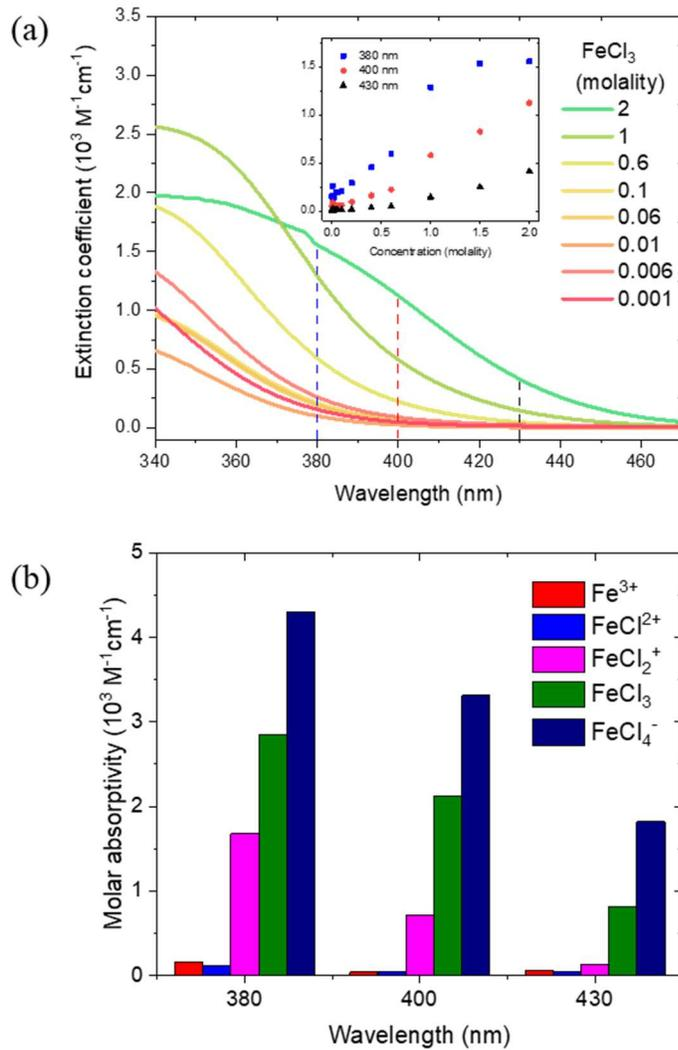 (a)
Extinction coefficient (10³ M⁻¹cm⁻¹)
3.5
3.0
2.5
2.0
1.5
1.0
0.5
0.0
340
360
380
400
420
440
460
Wavelength (nm)
1.5
1.0
0.5
0.0
380 nm
400 nm
430 nm
0.0
0.5
1.0
1.5
2.0
Concentration (molality)
FeCl₃
(molality)
2
1
0.6
0.1
0.06
0.01
0.006
0.001
(b)
Molar absorptivity (10³ M⁻¹cm⁻¹)
5
4
3
2
1
0
380
400
430
Wavelength (nm)
Fe³⁺
FeCl²⁺
FeCl₂⁺
FeCl₃
FeCl₄⁻